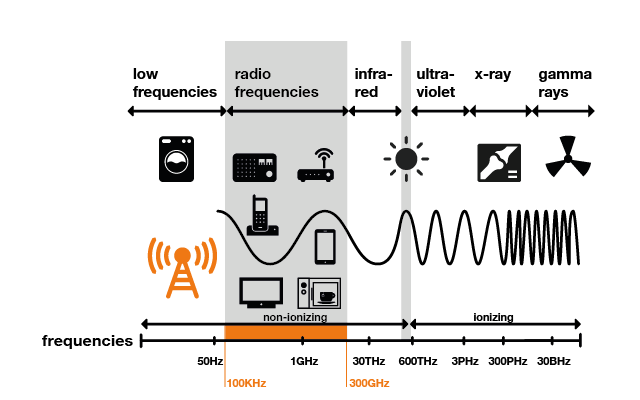 low
frequencies
radio
frequencies
infra-
red
ultra-
violet
x-ray
gamma
rays
non-ionizing
ionizing
frequencies
50Hz
1GHz
30THz
600THz
3PHz
300PHz
30BHz
100KHz
300GHz